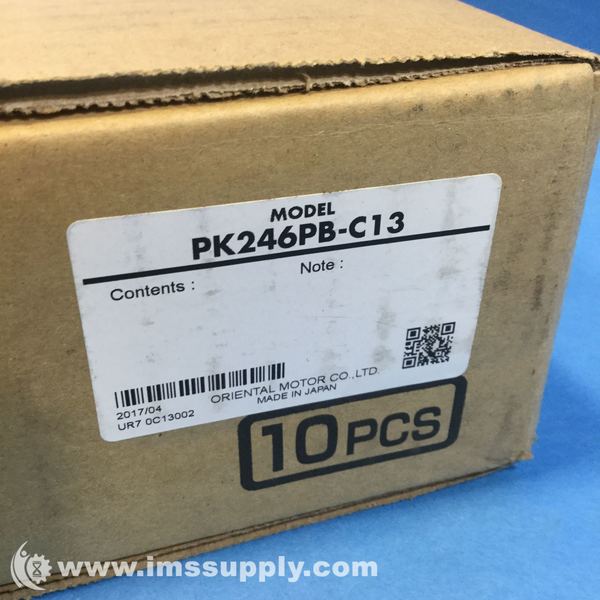 MODEL
PK246PB-C13
Contents :
Note :
2017/04
UR7 0C13002
ORIENTAL MOTOR CO.,LTD.
MADE IN JAPAN
10PCS
www.imssupply.com